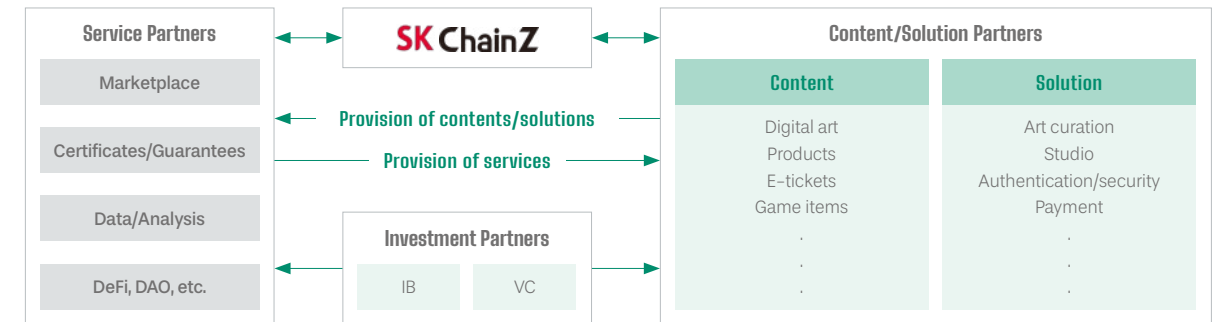 Service Partners
Marketplace
Certificates/Guarantees
Data/Analysis
DeFi, DAO, etc.
SK ChainZ
Provision of contents/solutions
Provision of services
Investment Partners
IB
VC
Content/Solution Partners
Content
Digital art
Products
E-tickets
Game items
.
.
.
Solution
Art curation
Studio
Authentication/security
Payment
.
.
.